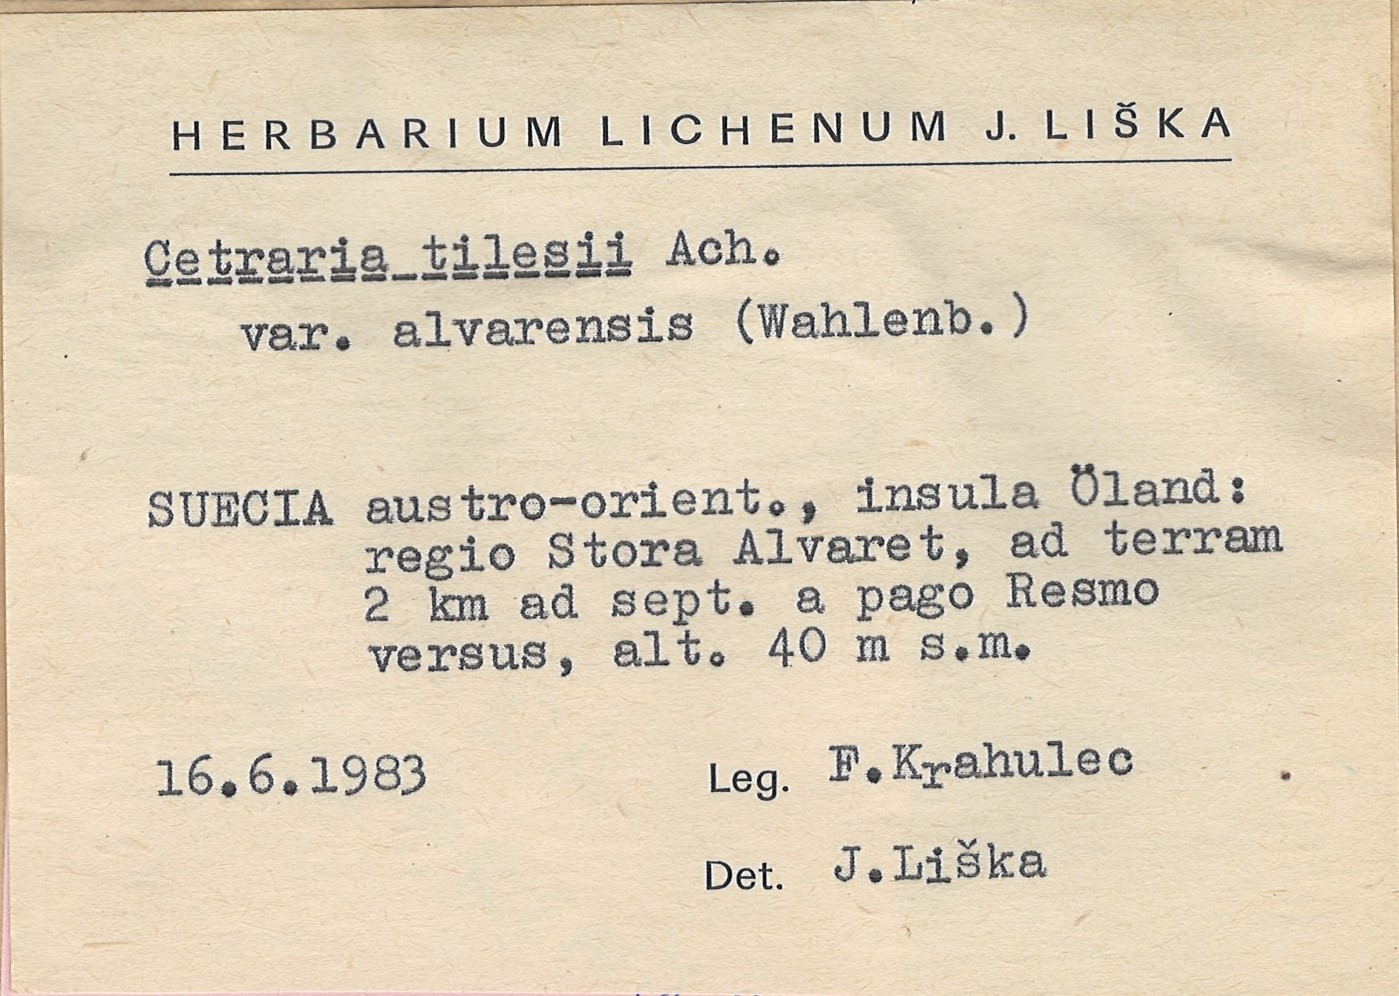 HERBARIUM LICHENUM J. LIŠKA
Cetraria tilesii Ach.
var. alvarensis (Wahlenb.)
SUECIA austro-orient., insula Öland:
regio Stora Alvaret, ad terram
2 km ad sept. a pago Resmo
versus, alt. 40 m s.m.
16.6.1983
Leg. F.Krahulec
Det. J.Liška